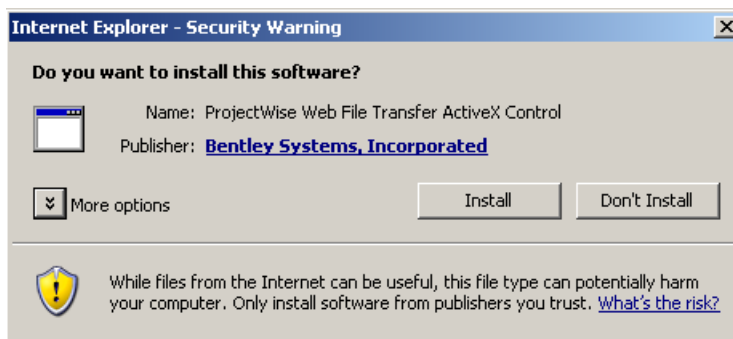 Internet Explorer - Security Warning
Do you want to install this software?
Name: ProjectWise Web File Transfer ActiveX Control
Publisher: Bentley Systems, Incorporated
More options
Install
Don't Install
While files from the Internet can be useful, this file type can potentially harm
your computer. Only install software from publishers you trust. What's the risk?